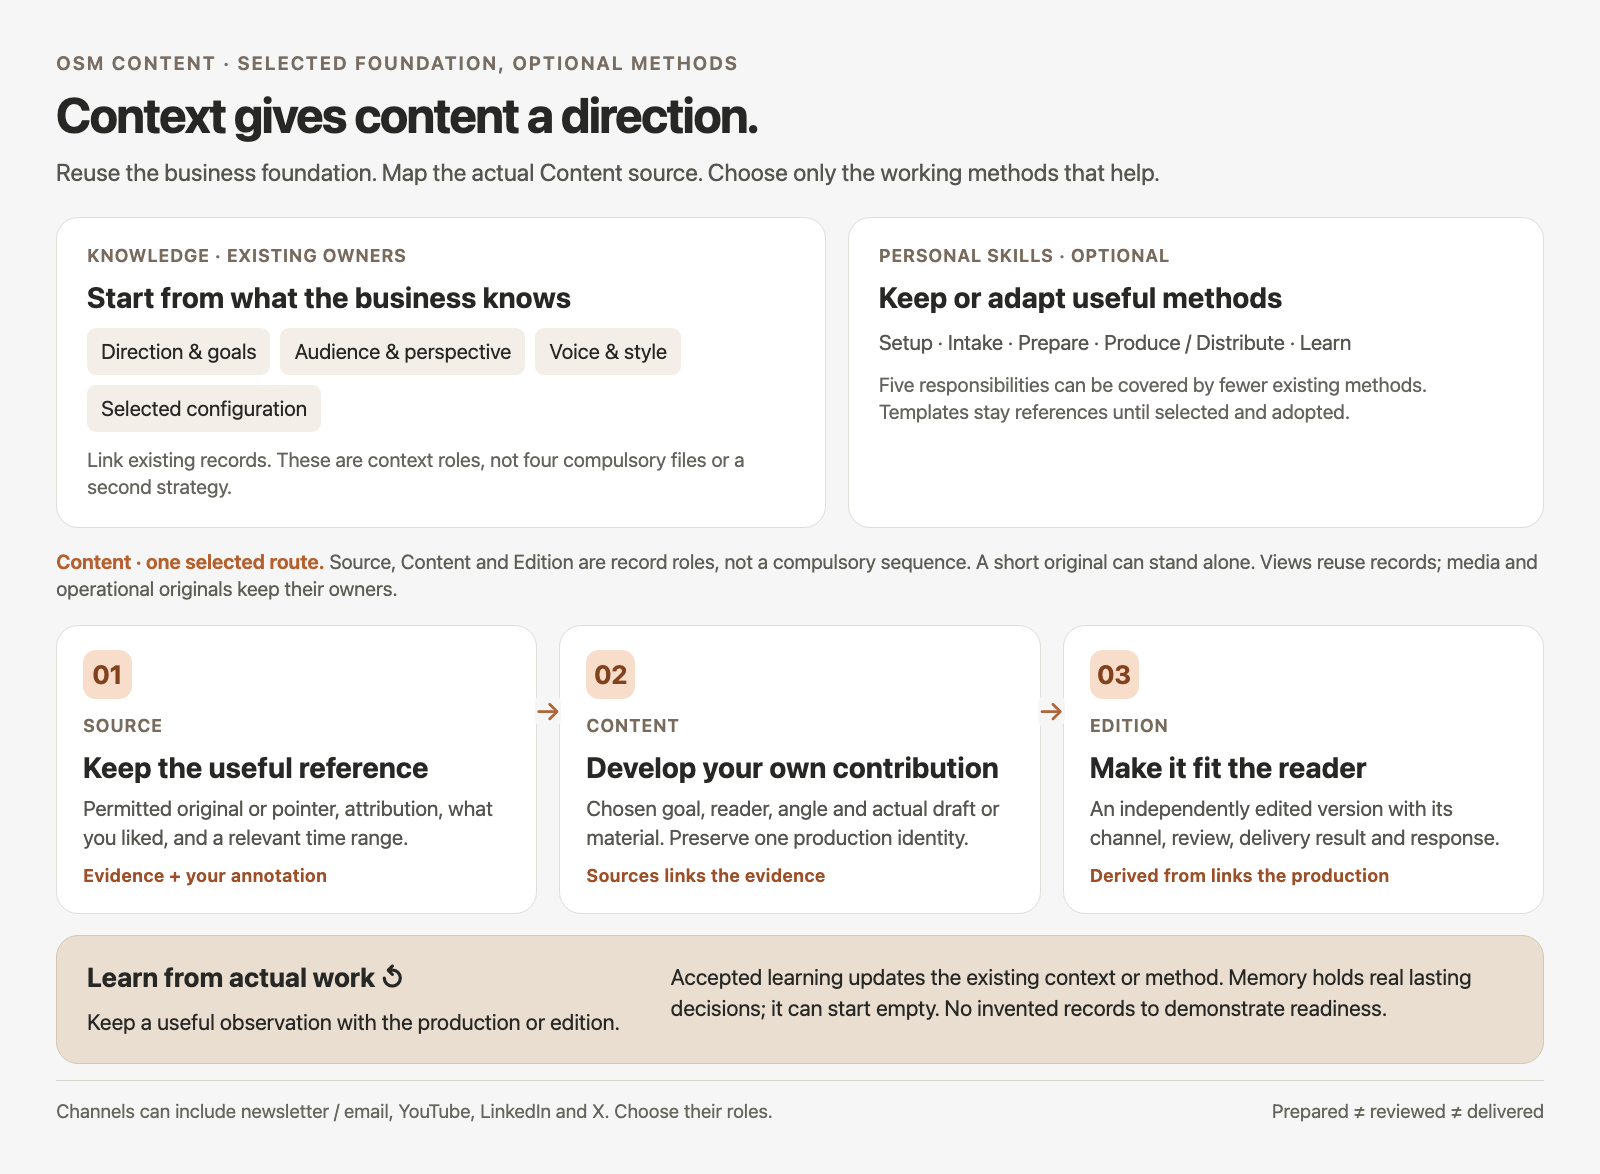 OSM CONTENT · SELECTED FOUNDATION, OPTIONAL METHODS
Context gives content a direction.
Reuse the business foundation. Map the actual Content source. Choose only the working methods that help.
KNOWLEDGE · EXISTING OWNERS
Start from what the business knows
Direction & goals
Audience & perspective
Voice & style
Selected configuration
Link existing records. These are context roles, not four compulsory files or a
second strategy.
PERSONAL SKILLS · OPTIONAL
Keep or adapt useful methods
Setup · Intake · Prepare · Produce / Distribute · Learn
Five responsibilities can be covered by fewer existing methods.
Templates stay references until selected and adopted.
Content · one selected route. Source, Content and Edition are record roles, not a compulsory sequence. A short original can stand alone. Views reuse records; media and
operational originals keep their owners.
01
SOURCE
Keep the useful reference
Permitted original or pointer, attribution, what
you liked, and a relevant time range.
Evidence + your annotation
→
02
CONTENT
Develop your own contribution
Chosen goal, reader, angle and actual draft or
material. Preserve one production identity.
Sources links the evidence
→
03
EDITION
Make it fit the reader
An independently edited version with its
channel, review, delivery result and response.
Derived from links the production
Learn from actual work ↺
Keep a useful observation with the production or edition.
Accepted learning updates the existing context or method. Memory holds real lasting
decisions; it can start empty. No invented records to demonstrate readiness.
Channels can include newsletter / email, YouTube, LinkedIn and X. Choose their roles.
Prepared ≠ reviewed ≠ delivered